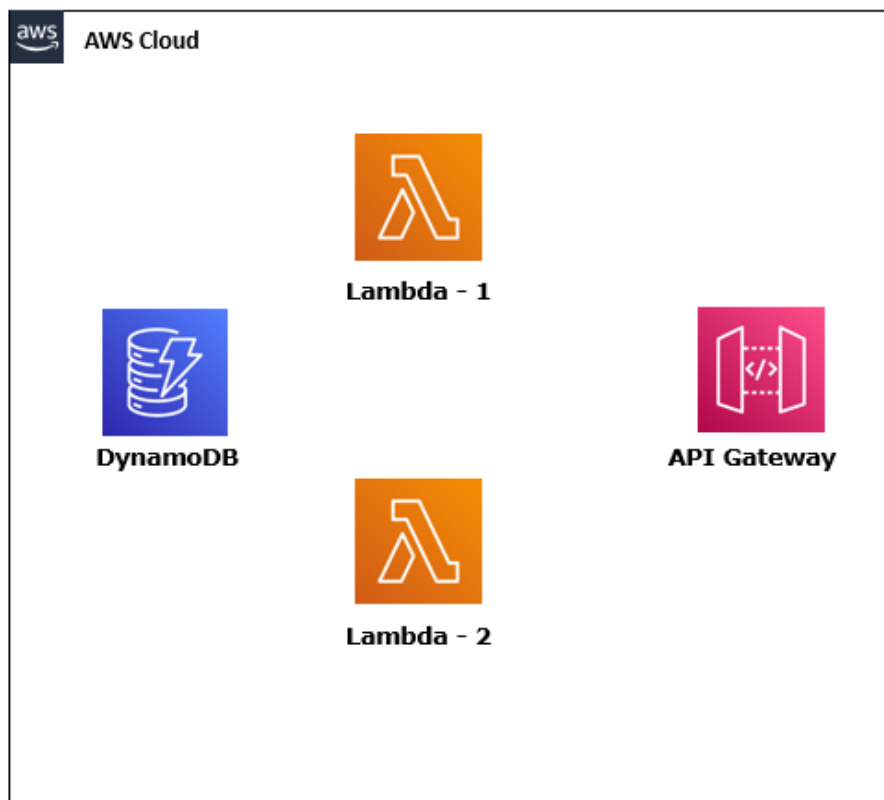 aws
AWS Cloud
Lambda - 1
DynamoDB
</>
API Gateway
Lambda - 2